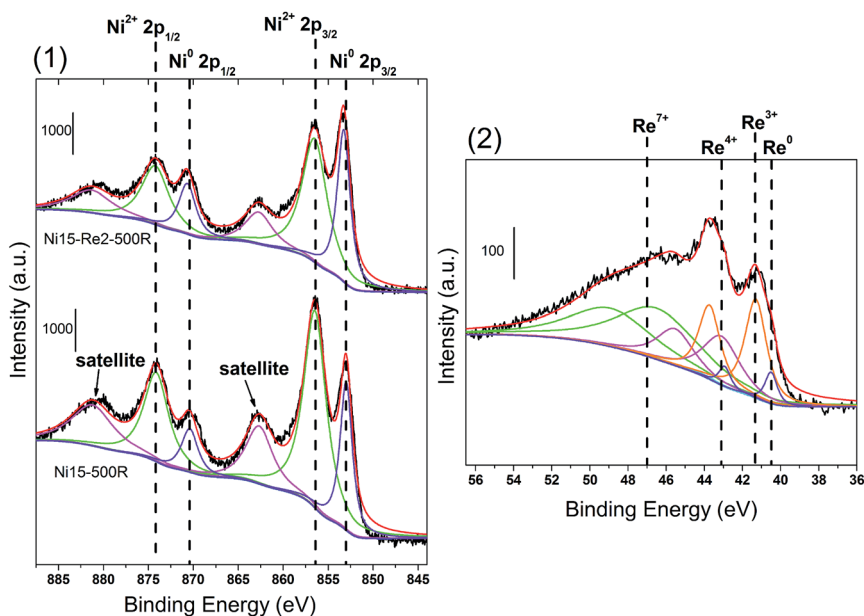 (1)
Ni²⁺ 2p₁/₂
Ni⁰ 2p₁/₂
Ni²⁺ 2p₃/₂
Ni⁰ 2p₃/₂
1000
Ni15-Re2-500R
1000
satellite
satellite
Ni15-500R
Intensity (a.u.)
885 880 875 870 865 860 855 850 845
Binding Energy (eV)
(2)
Re⁷⁺
Re⁴⁺
Re³⁺
Re⁰
100
Intensity (a.u.)
56 54 52 50 48 46 44 42 40 38 36
Binding Energy (eV)